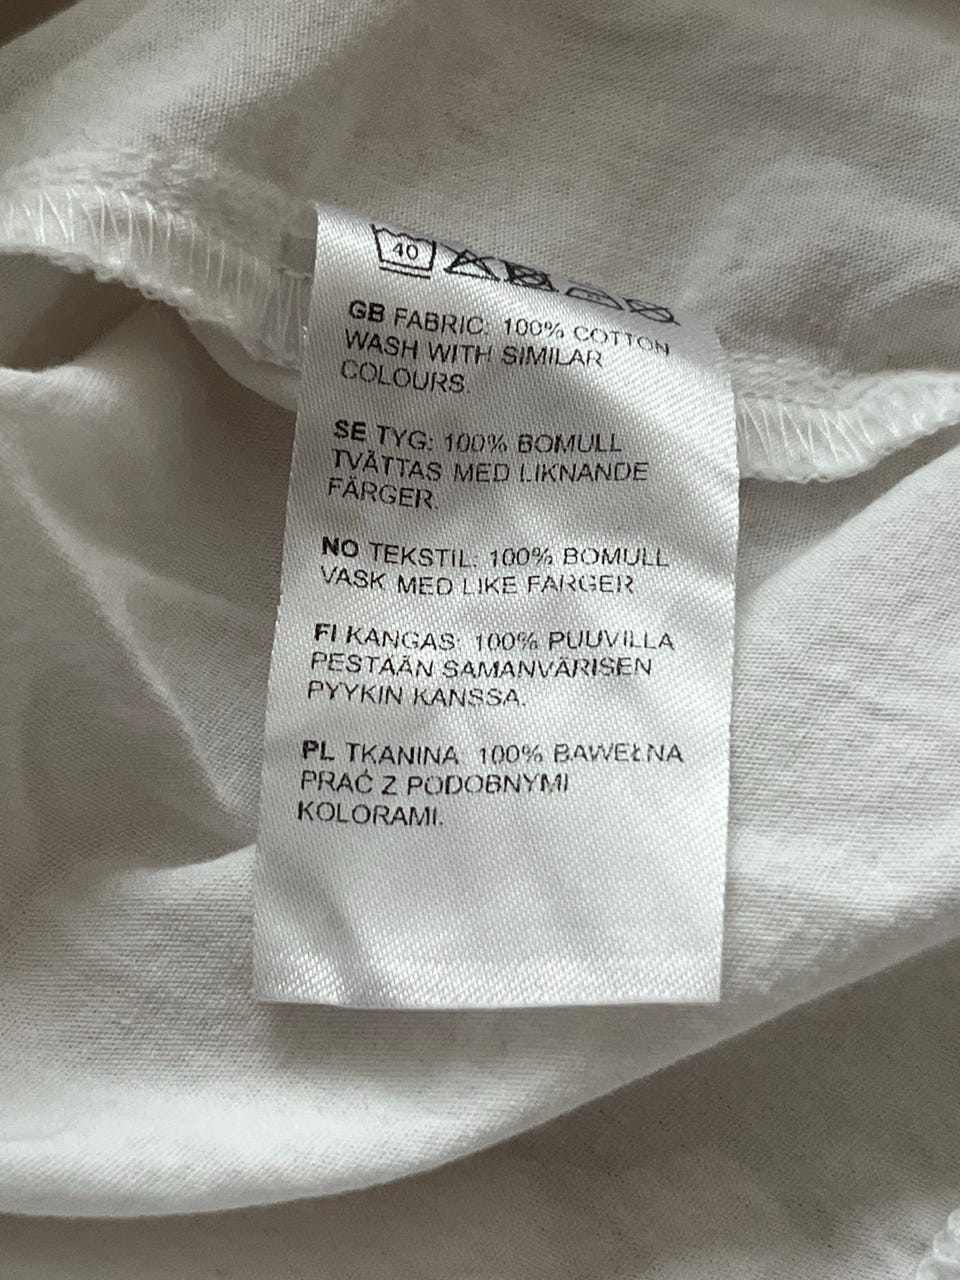 40
GB FABRIC: 100% COTTON
WASH WITH SIMILAR
COLOURS.
SE TYG: 100% BOMULL
TVÄTTAS MED LIKNANDE
FÄRGER.
NO TEKSTIL: 100% BOMULL
VASK MED LIKE FARGER
FI KANGAS: 100% PUUVILLA
PESTÄÄN SAMANVÄRISEN
PYYKIN KANSSA.
PL TKANINA: 100% BAWEŁNA
PRAĆ Z PODOBNYMI
KOLORAMI.